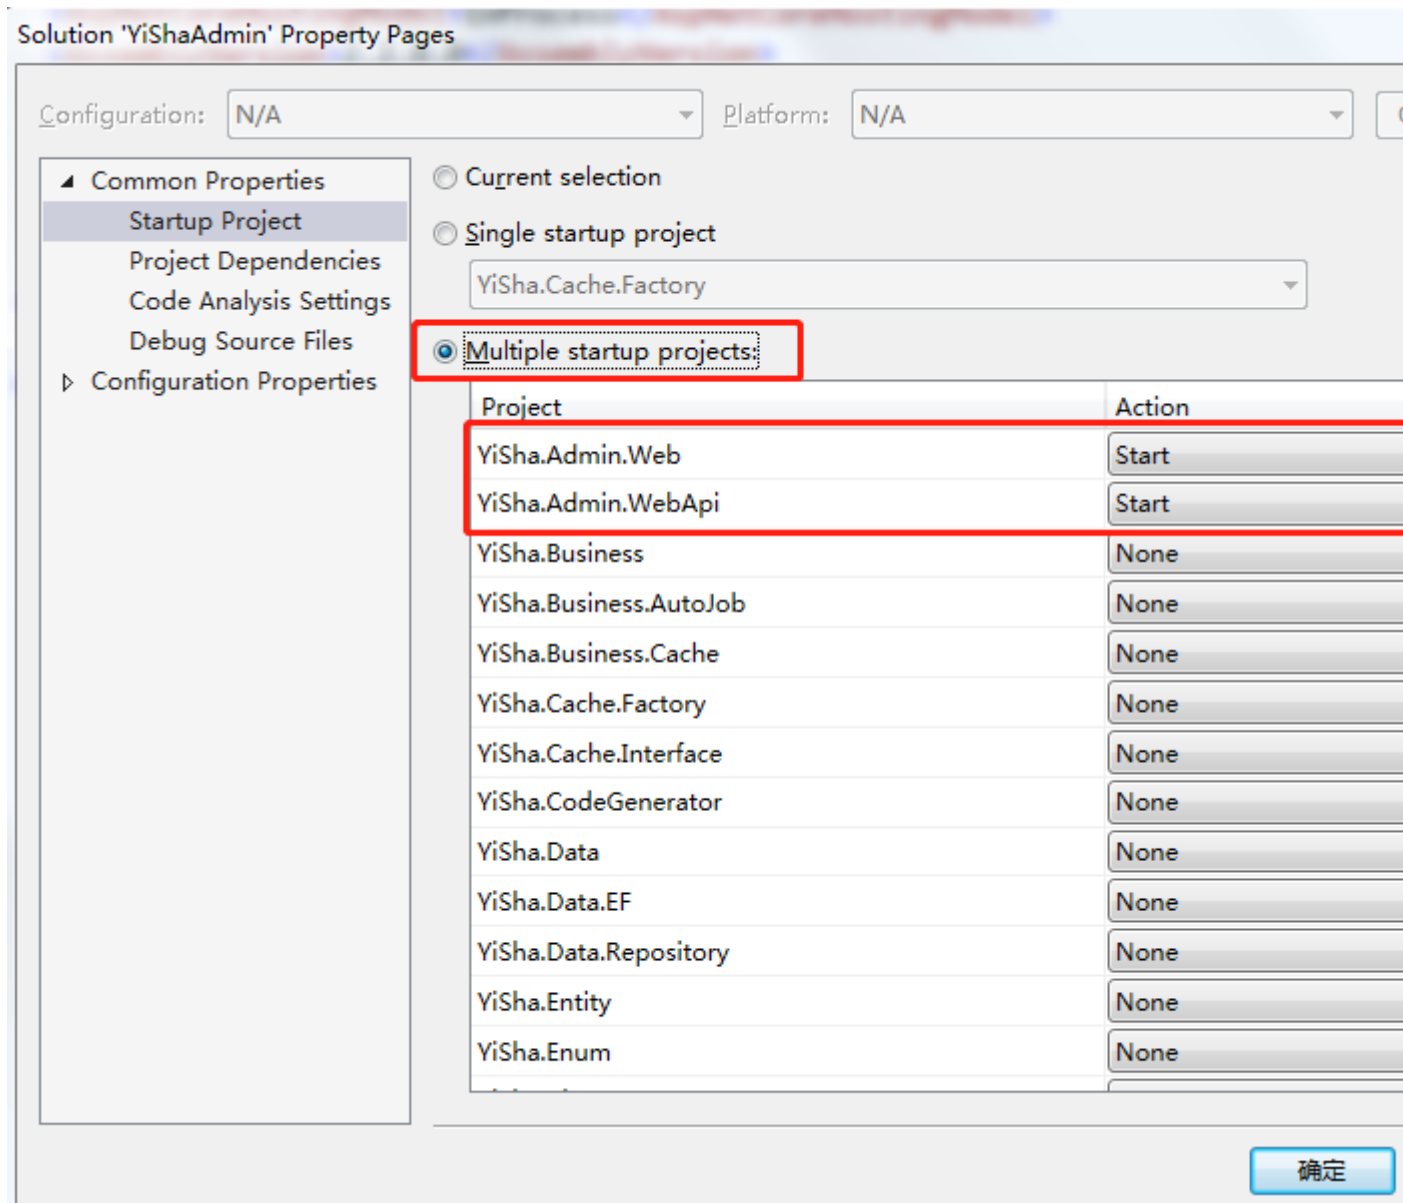 Solution 'YiShaAdmin' Property Pages
Configuration: N/A Platform: N/A
Common Properties
Startup Project
Project Dependencies
Code Analysis Settings
Debug Source Files
Configuration Properties
Current selection
Single startup project
YiSha.Cache.Factory
Multiple startup projects:
Project Action
YiSha.Admin.Web Start
YiSha.Admin.WebApi Start
YiSha.Business None
YiSha.Business.AutoJob None
YiSha.Business.Cache None
YiSha.Cache.Factory None
YiSha.Cache.Interface None
YiSha.CodeGenerator None
YiSha.Data None
YiSha.Data.EF None
YiSha.Data.Repository None
YiSha.Entity None
YiSha.Enum None
确定